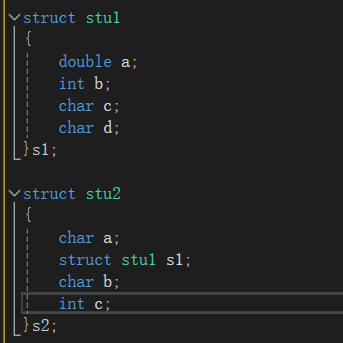 struct stu1
{
double a;
int b;
char c;
char d;
}s1;
struct stu2
{
char a;
struct stu1 s1;
char b;
int c;
}s2;